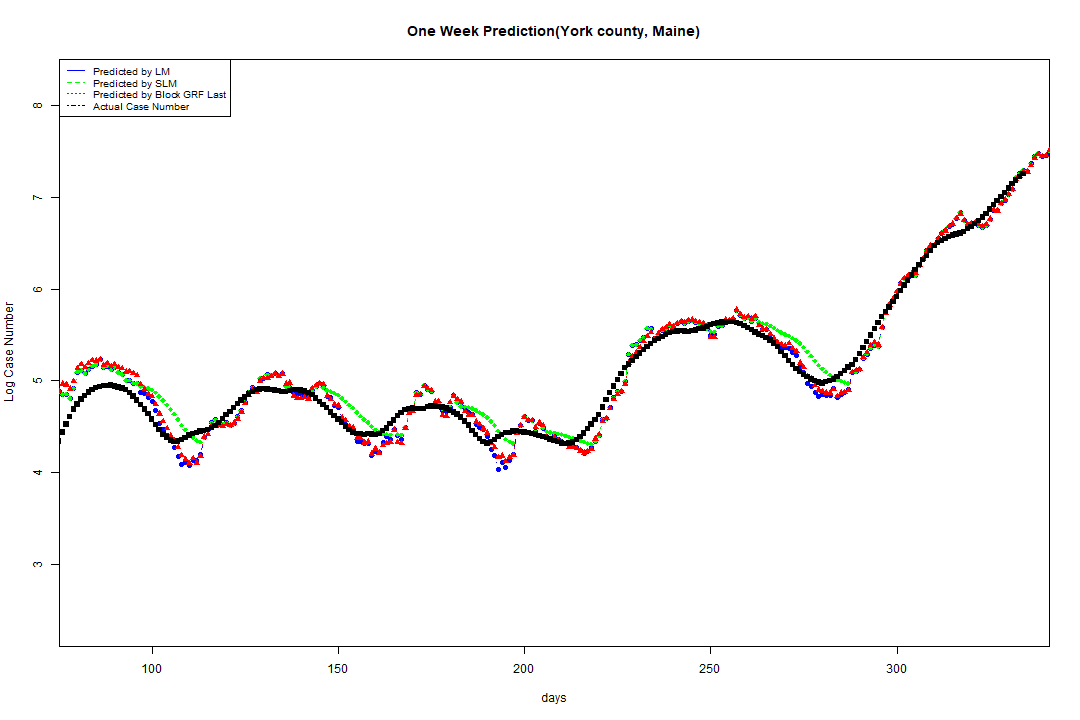 One Week Prediction(York county, Maine)
Predicted by LM
Predicted by SLM
Predicted by Block GRF Last
Actual Case Number
8
7
6
5
4
3
Log Case Number
100 150 200 250 300
days